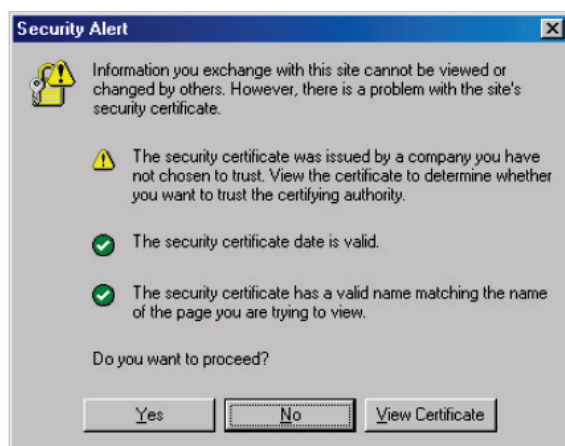 Security Alert
Information you exchange with this site cannot be viewed or
changed by others. However, there is a problem with the site's
security certificate.
The security certificate was issued by a company you have
not chosen to trust. View the certificate to determine whether
you want to trust the certifying authority.
The security certificate date is valid.
The security certificate has a valid name matching the name
of the page you are trying to view.
Do you want to proceed?
Yes No View Certificate